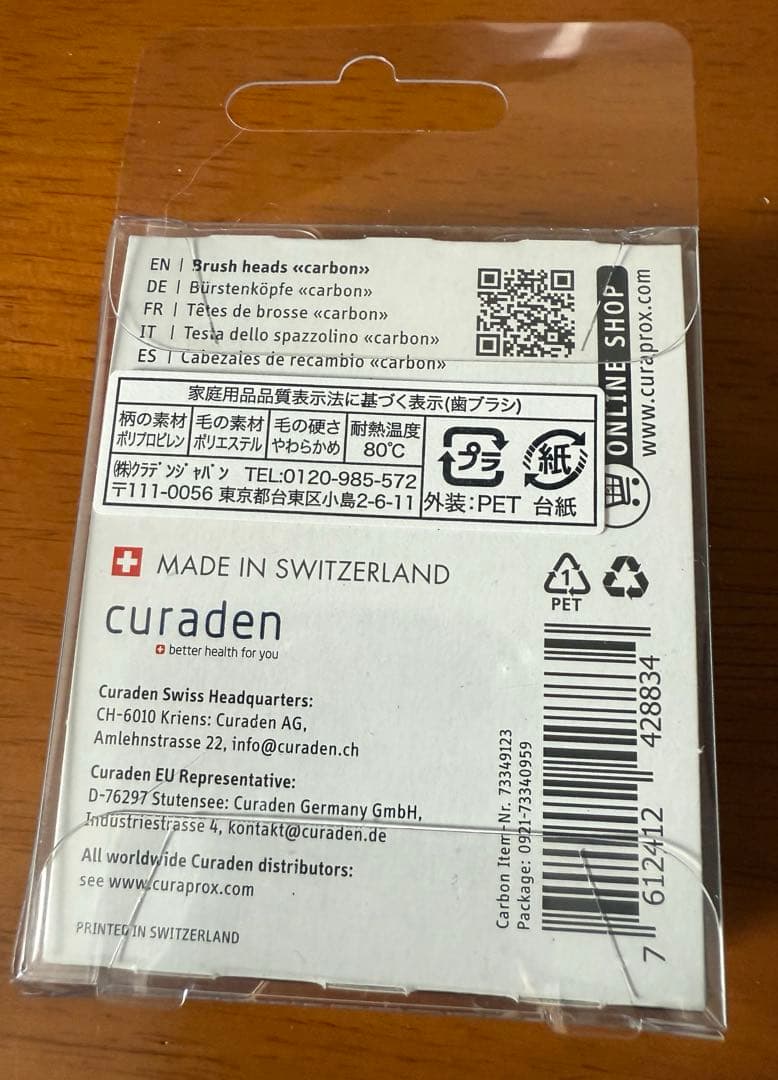 EN | Brush heads «carbon»
DE | Bürstenköpfe «carbon»
FR | Têtes de brosse «carbon»
IT | Testa dello spazzolino «carbon»
ES | Cabezales de recambio «carbon»
ONLINE SHOP
www.curaprox.com
家庭用品品質表示法に基づく表示(歯ブラシ)
柄の素材 毛の素材 毛の硬さ 耐熱温度
ポリプロピレン ポリエステル やわらかめ 80℃
㈱クラデンジャパン TEL:0120-985-572
〒111-0056 東京都台東区小島2-6-11
プラ 紙
外装:PET 台紙
MADE IN SWITZERLAND
1
PET
curaden
better health for you
Curaden Swiss Headquarters:
CH-6010 Kriens: Curaden AG,
Amlehnstrasse 22, info@curaden.ch
Curaden EU Representative:
D-76297 Stutensee: Curaden Germany GmbH,
Industriestrasse 4, kontakt@curaden.de
All worldwide Curaden distributors:
see www.curaprox.com
PRINTED IN SWITZERLAND
Carbon Item-Nr. 73349123
Package: 0921-73340959
7 612412 428834